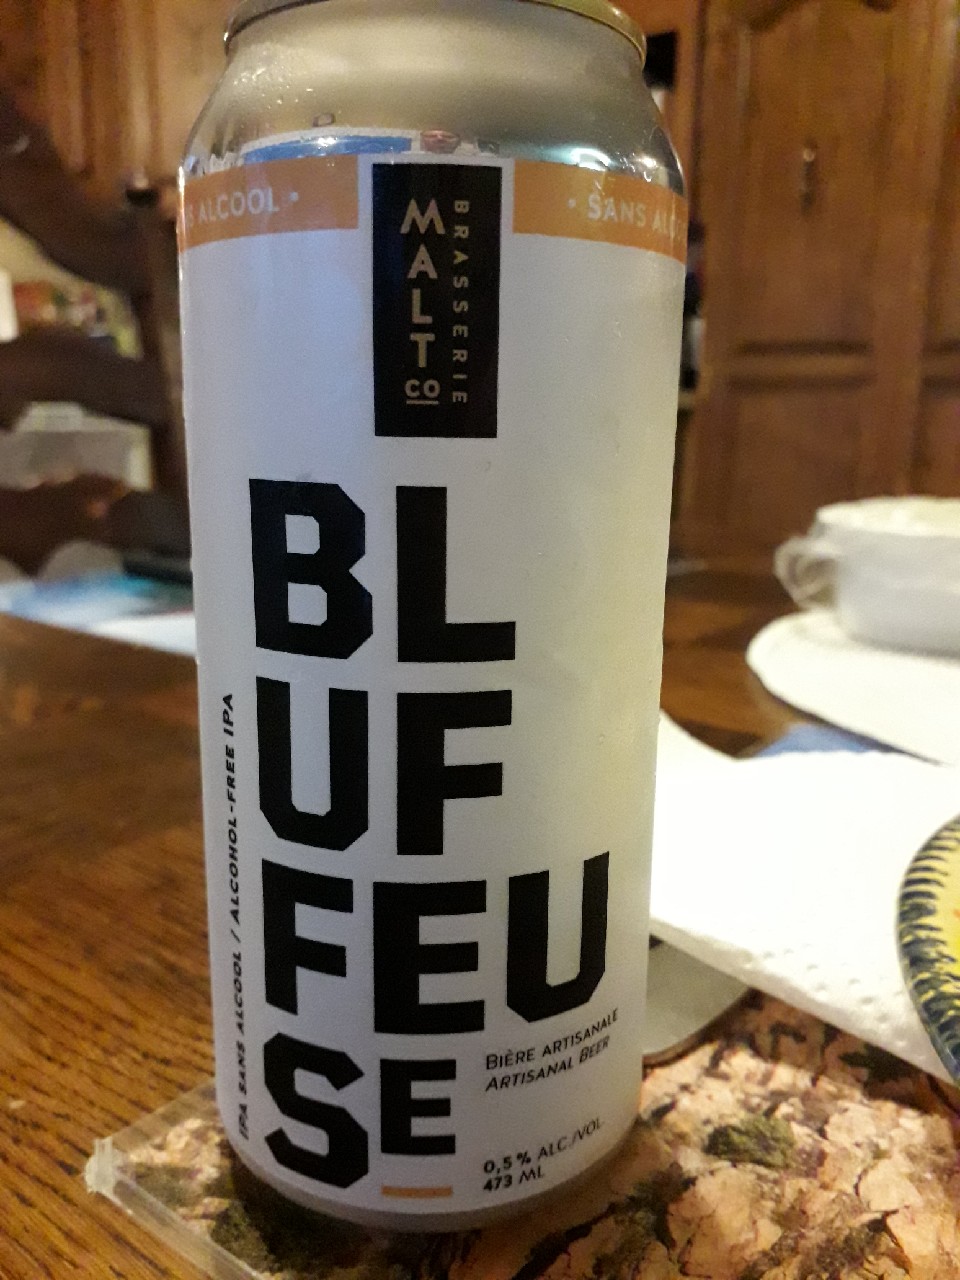 S ALCOOL •
• SANS ALC
MALT
CO
BRASSERIE
BL
UF
FEU
SE
IPA SANS ALCOOL / ALCOHOL-FREE IPA
BIÈRE ARTISANALE
ARTISANAL BEER
0,5 % ALC./VOL.
473 ML